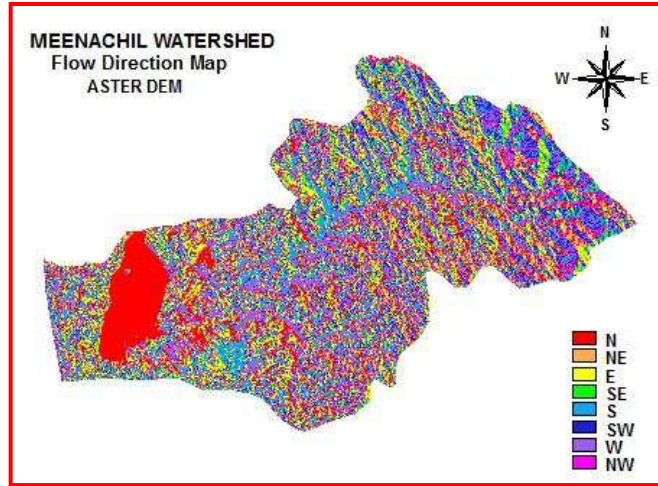 MEENACHIL WATERSHED
Flow Direction Map
ASTER DEM
N
W E
S
N
NE
E
SE
S
SW
W
NW